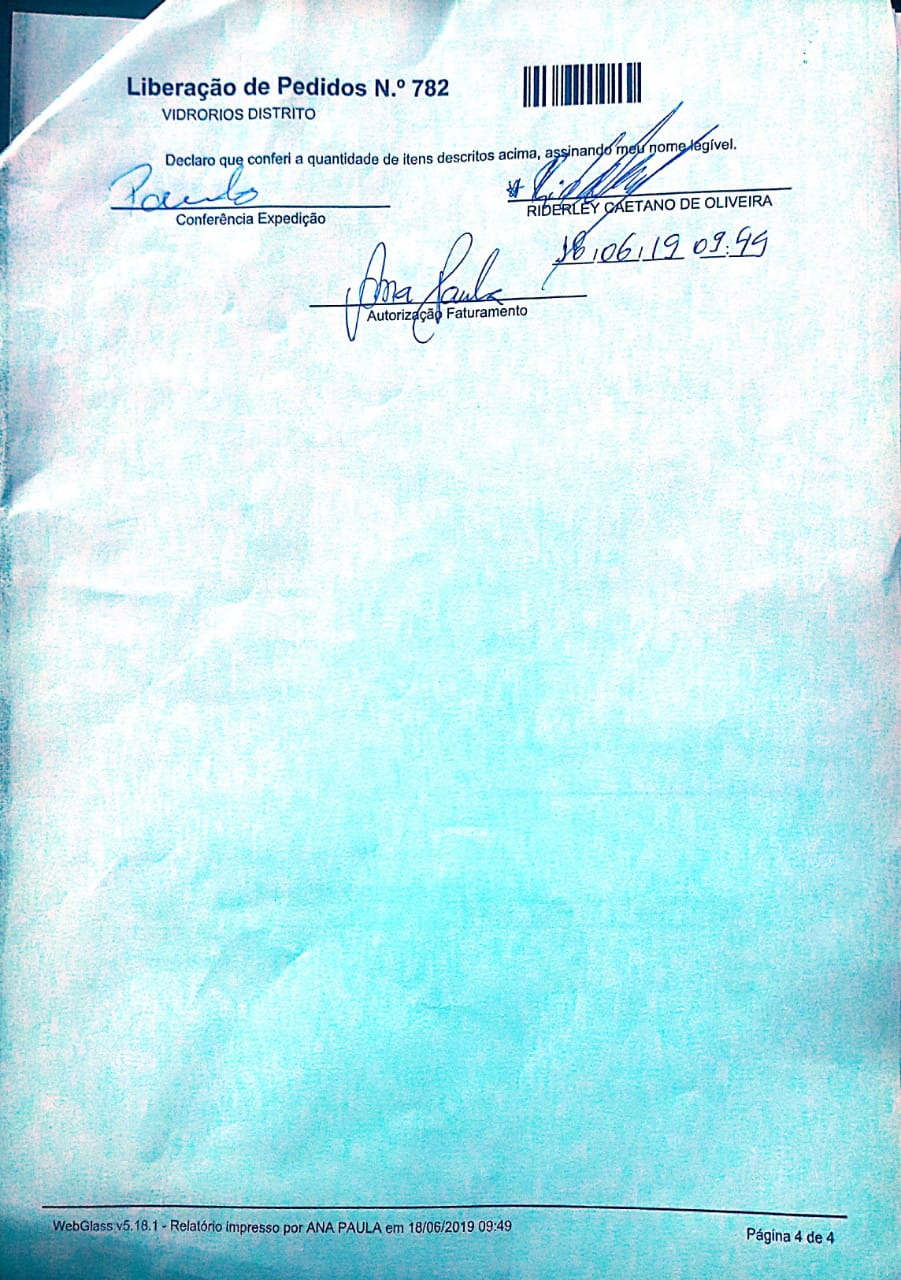 Liberação de Pedidos N.º 782
VIDRORIOS DISTRITO
Declaro que conferi a quantidade de itens descritos acima, assinando meu nome legível.
Paulo
Conferência Expedição
RIDERLEY CAETANO DE OLIVEIRA
18/06/19 09:49
Ana Paula
Autorização Faturamento
WebGlass v5.18.1 - Relatório impresso por ANA PAULA em 18/06/2019 09:49
Página 4 de 4